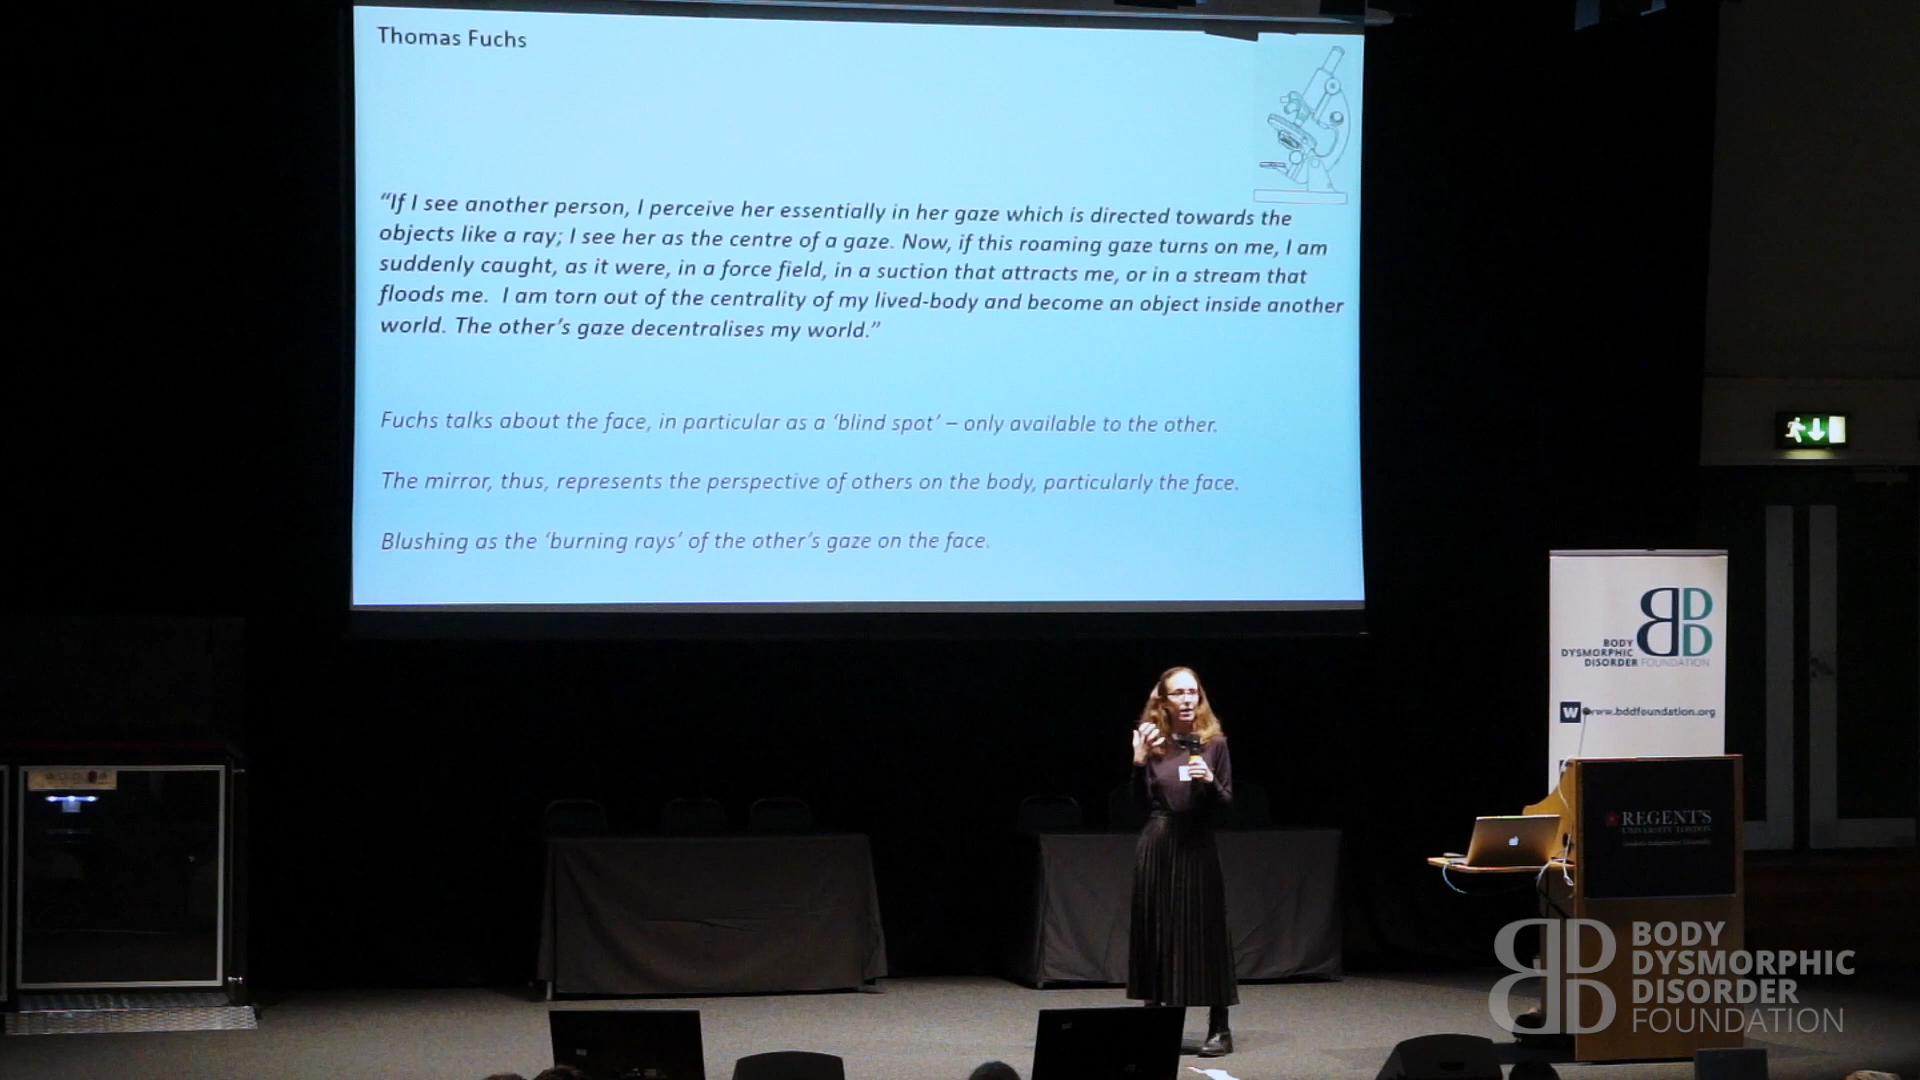 Thomas Fuchs
“If I see another person, I perceive her essentially in her gaze which is directed towards the
objects like a ray; I see her as the centre of a gaze. Now, if this roaming gaze turns on me, I am
suddenly caught, as it were, in a force field, in a suction that attracts me, or in a stream that
floods me.  I am torn out of the centrality of my lived-body and become an object inside another
world. The other’s gaze decentralises my world.”
Fuchs talks about the face, in particular as a ‘blind spot’ – only available to the other.
The mirror, thus, represents the perspective of others on the body, particularly the face.
Blushing as the ‘burning rays’ of the other’s gaze on the face.
BODY
DYSMORPHIC
DISORDER FOUNDATION
W www.bddfoundation.org
REGENT'S
UNIVERSITY LONDON
BODY
DYSMORPHIC
DISORDER
FOUNDATION